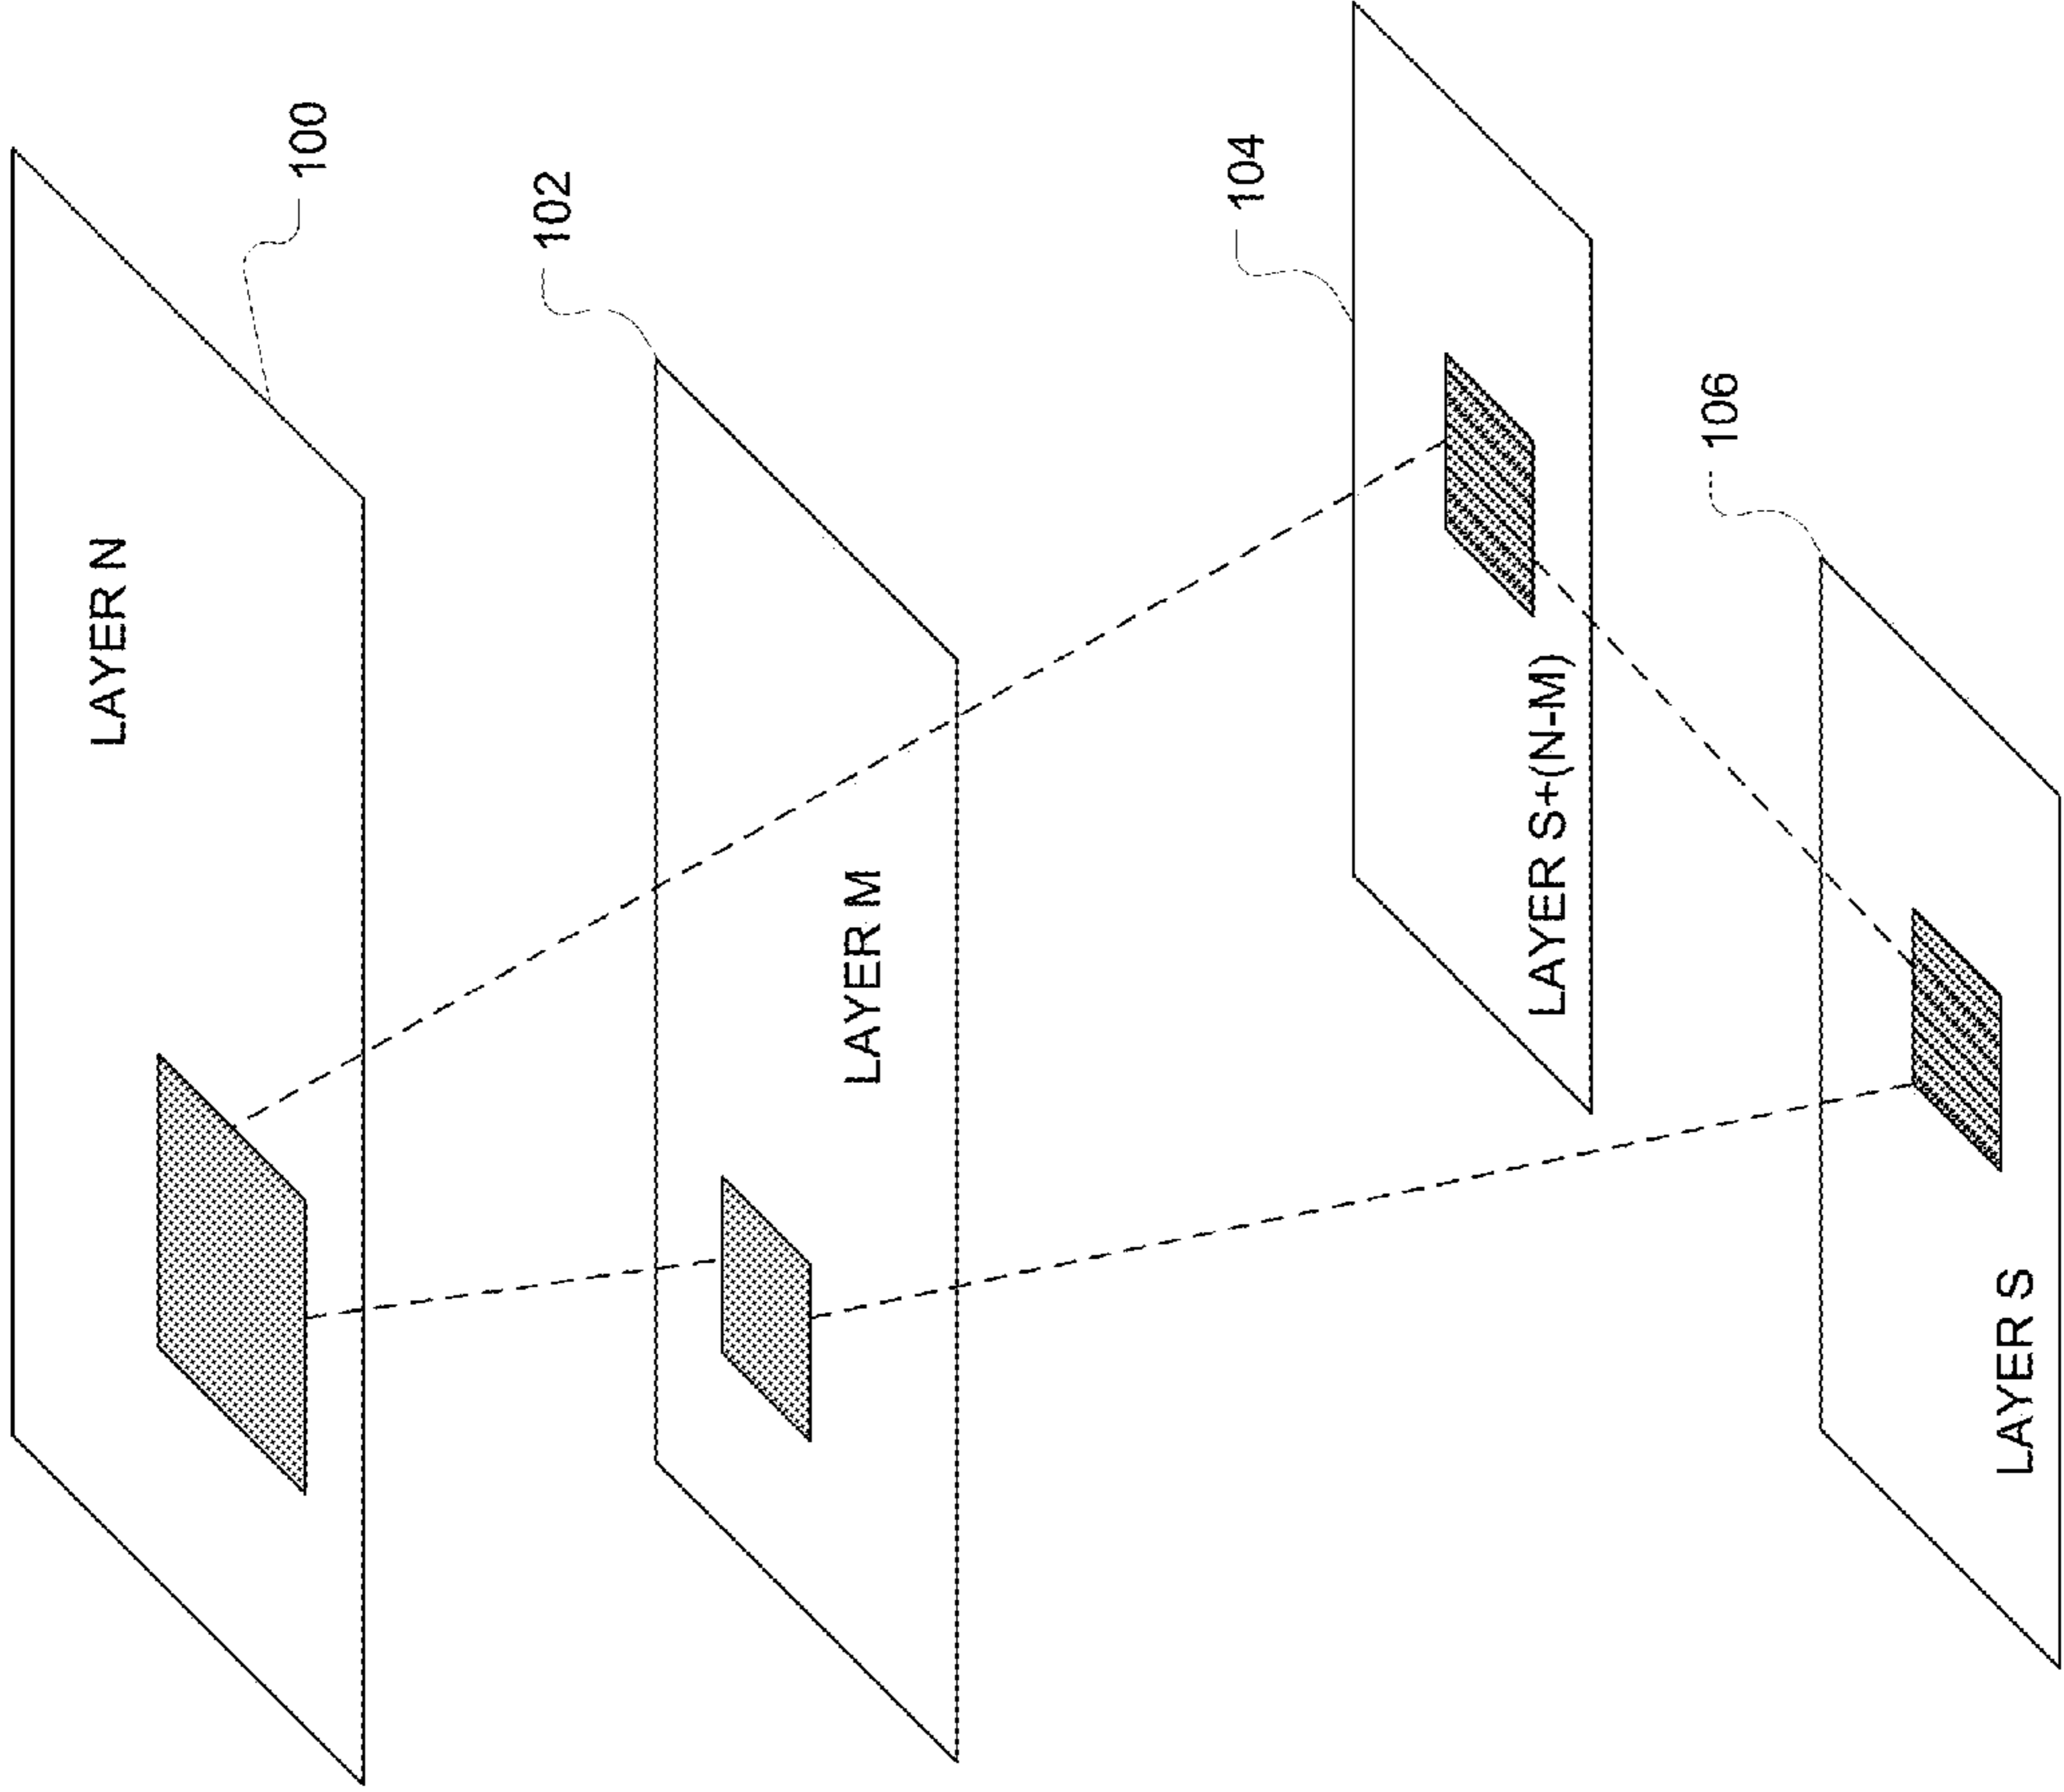 LAYER N
100
102
LAYER M
104
LAYER S+(N-M)
106
LAYER S